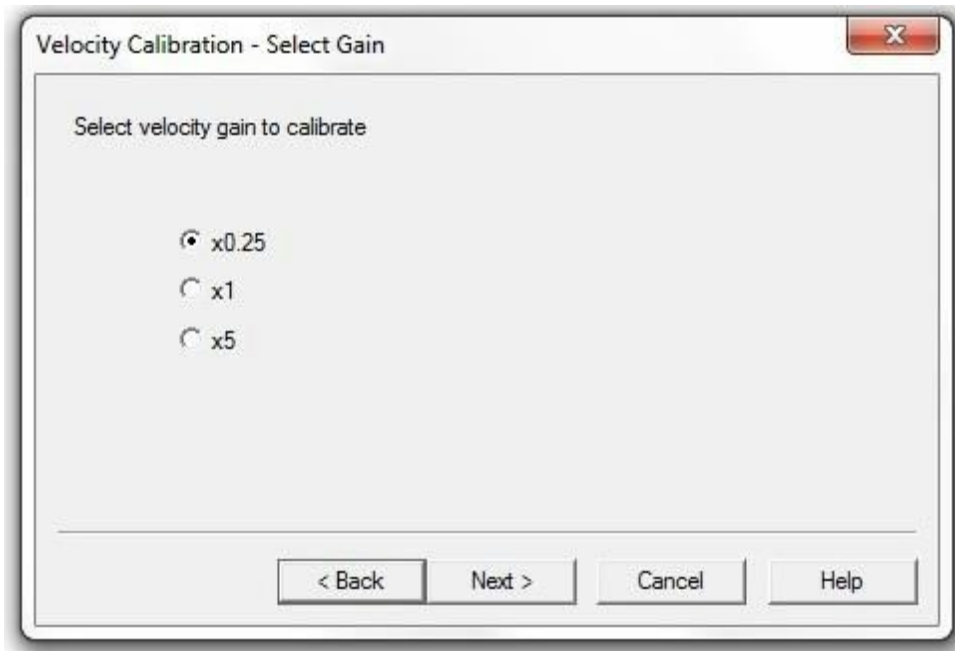 Velocity Calibration - Select Gain
Select velocity gain to calibrate
x0.25
x1
x5
< Back Next > Cancel Help